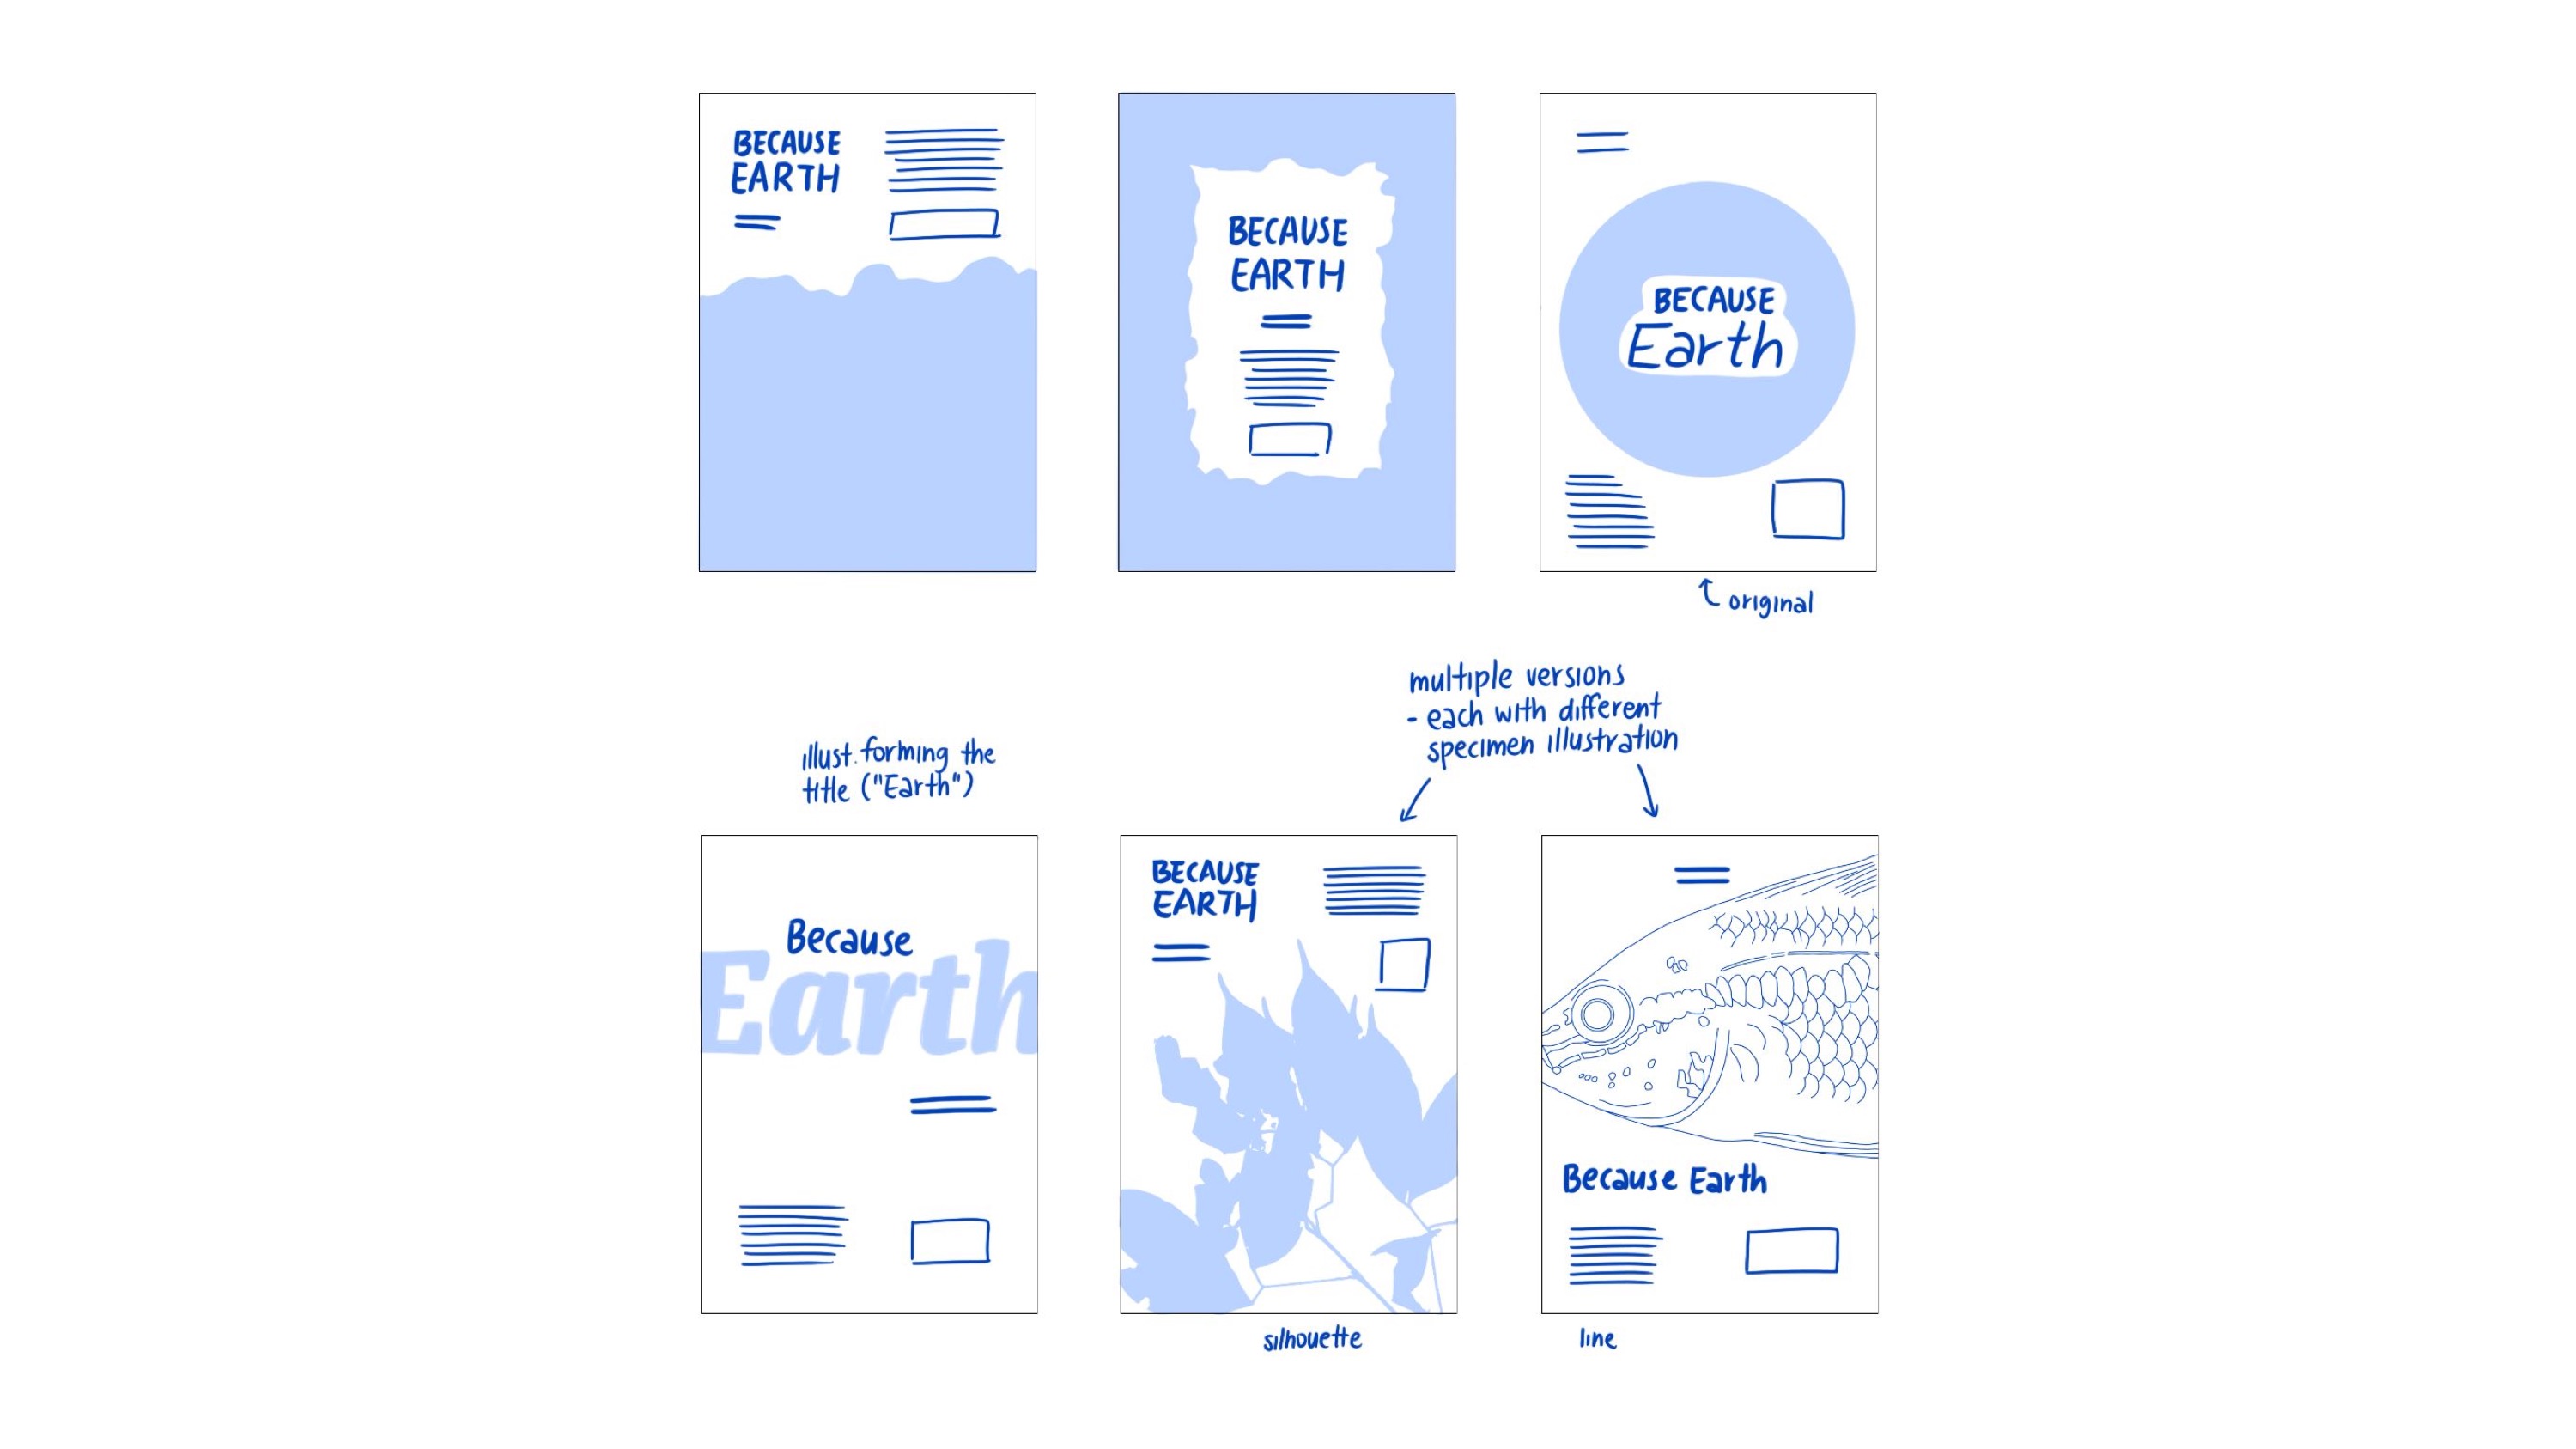 BECAUSE
EARTH
BECAUSE
EARTH
BECAUSE
Earth
original
multiple versions
- each with different
specimen illustration
illust. forming the
title ("Earth")
Because
Earth
BECAUSE
EARTH
Because Earth
silhouette
line